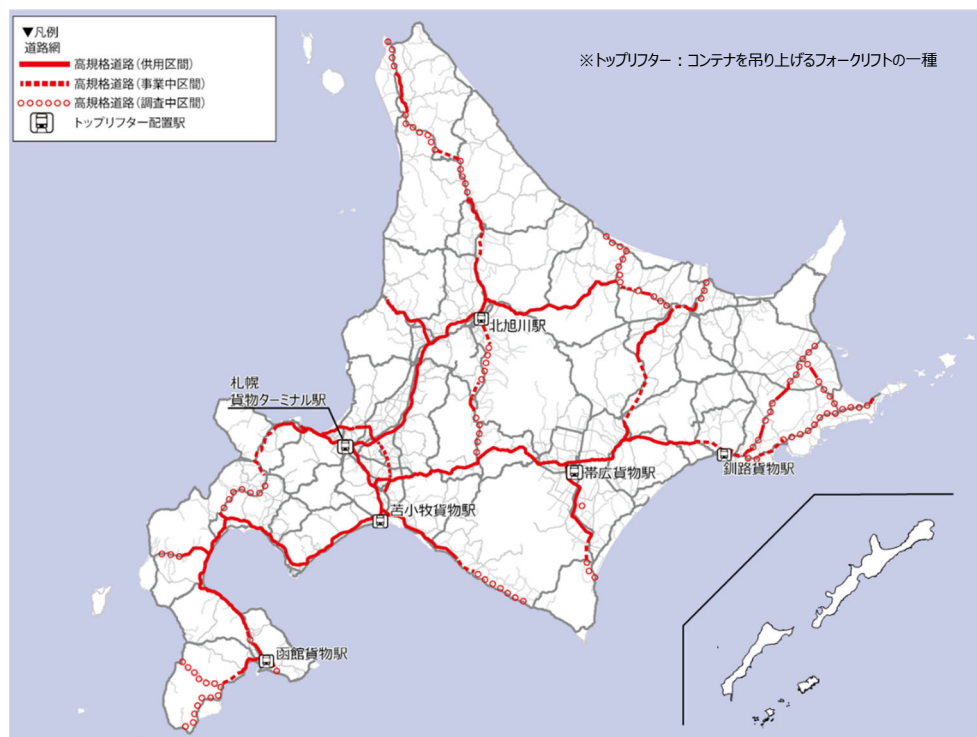 ▼凡例
道路網
高規格道路(供用区間)
高規格道路(事業中区間)
高規格道路(調査中区間)
トップリフター配置駅
※トップリフター：コンテナを吊り上げるフォークリフトの一種
北旭川駅
札幌
貨物ターミナル駅
帯広貨物駅
釧路貨物駅
苫小牧貨物駅
函館貨物駅